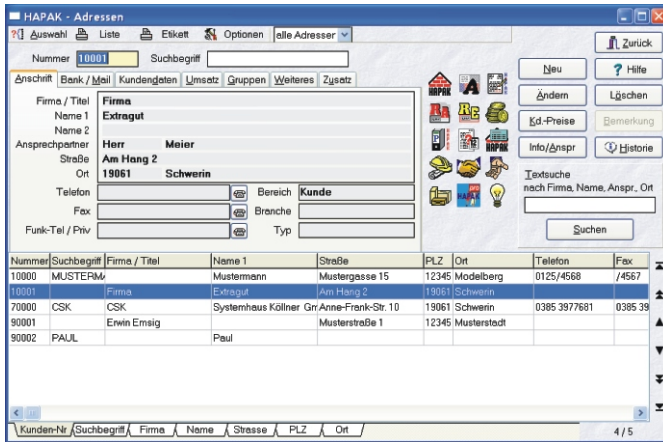 HAPAK - Adressen
Auswahl Liste Etikett Optionen alle Adresser
Zurück
Nummer 10001 Suchbegriff
Neu ? Hilfe
Anschrift Bank / Mail Kundendaten Umsatz Gruppen Weiteres Zusatz
Ändern Löschen
Firma / Titel Firma
Name 1 Extragut
Name 2
Kd.-Preise Bemerkung
Ansprechpartner Herr Meier
Info/Anspr Historie
Straße Am Hang 2
Ort 19061 Schwerin
Textsuche
nach Firma, Name, Anspr., Ort
Telefon Bereich Kunde
Fax Branche
Funk-Tel / Priv Typ
Suchen
Nummer Suchbegriff Firma / Titel Name 1 Straße PLZ Ort Telefon Fax
10000 MUSTERMA Mustermann Mustergasse 15 12345 Modelberg 0125/4568 /4567
10001 Firma Extragut Am Hang 2 19061 Schwerin
70000 CSK CSK Systemhaus Köllner Gm Anne-Frank-Str. 10 19061 Schwerin 0385 3977681 0385 39
90001 Erwin Emsig Musterstraße 1 12345 Musterstadt
90002 PAUL Paul
Kunden-Nr Suchbegriff Firma Name Strasse PLZ Ort
4 / 5